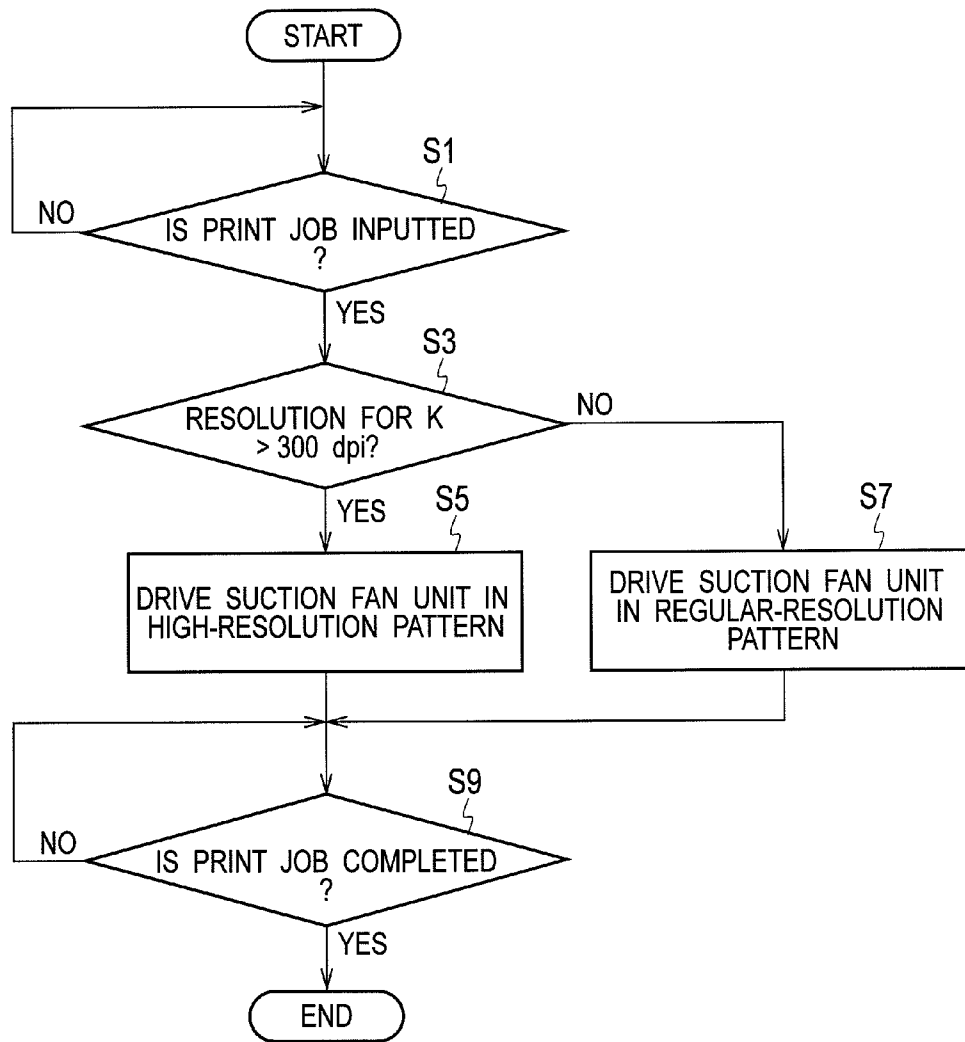 START
S1
NO
IS PRINT JOB INPUTTED
?
YES
S3
RESOLUTION FOR K
> 300 dpi?
NO
YES
S5
S7
DRIVE SUCTION FAN UNIT IN
HIGH-RESOLUTION PATTERN
DRIVE SUCTION FAN UNIT
IN REGULAR-RESOLUTION
PATTERN
S9
NO
IS PRINT JOB COMPLETED
?
YES
END